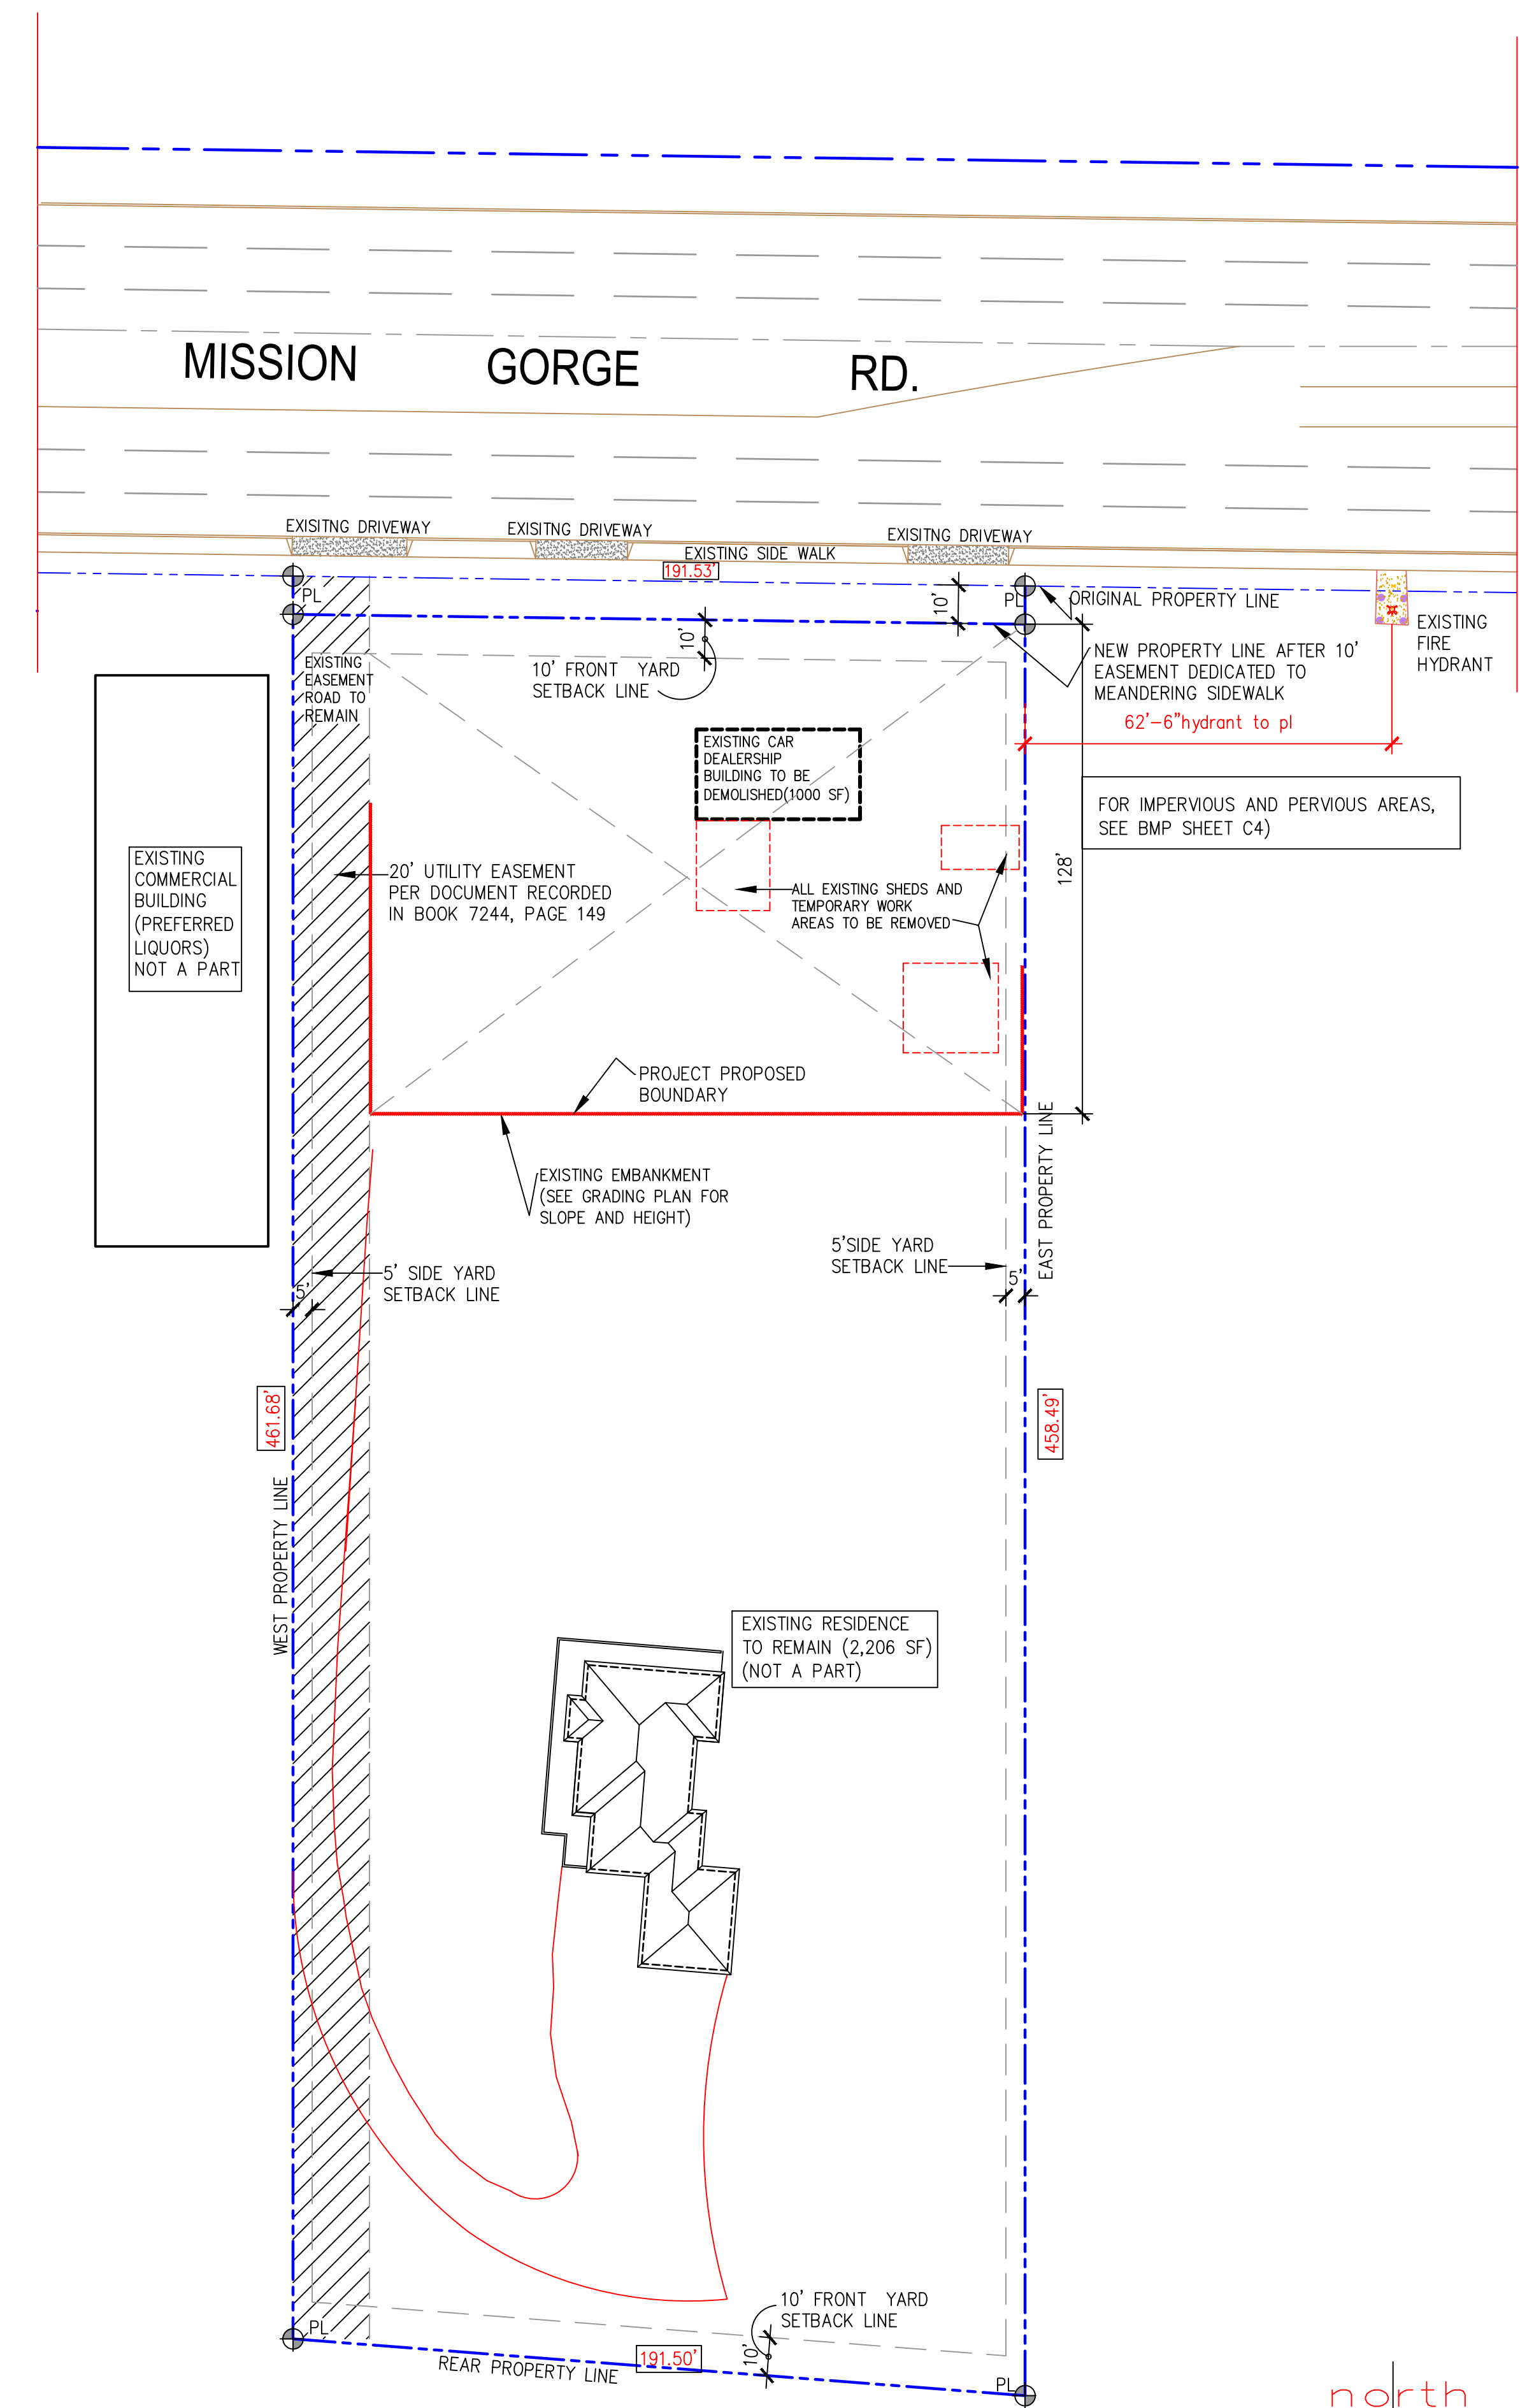 MISSION GORGE RD.
EXISITNG DRIVEWAY
EXISITNG DRIVEWAY
EXISITNG DRIVEWAY
EXISTING SIDE WALK
191.53'
PL
PL
10'
ORIGINAL PROPERTY LINE
EXISTING
FIRE
HYDRANT
10'
10' FRONT YARD
SETBACK LINE
NEW PROPERTY LINE AFTER 10'
EASEMENT DEDICATED TO
MEANDERING SIDEWALK
EXISTING
EASEMENT
ROAD TO
REMAIN
62'-6"hydrant to pl
EXISTING CAR
DEALERSHIP
BUILDING TO BE
DEMOLISHED(1000 SF)
FOR IMPERVIOUS AND PERVIOUS AREAS,
SEE BMP SHEET C4)
128'
EXISTING
COMMERCIAL
BUILDING
(PREFERRED
LIQUORS)
NOT A PART
20' UTILITY EASEMENT
PER DOCUMENT RECORDED
IN BOOK 7244, PAGE 149
ALL EXISTING SHEDS AND
TEMPORARY WORK
AREAS TO BE REMOVED
PROJECT PROPOSED
BOUNDARY
EXISTING EMBANKMENT
(SEE GRADING PLAN FOR
SLOPE AND HEIGHT)
EAST PROPERTY LINE
5'SIDE YARD
SETBACK LINE
5'
5' SIDE YARD
SETBACK LINE
5'
461.68'
458.49'
WEST PROPERTY LINE
EXISTING RESIDENCE
TO REMAIN (2,206 SF)
(NOT A PART)
10' FRONT YARD
SETBACK LINE
10'
PL
191.50'
REAR PROPERTY LINE
PL
north